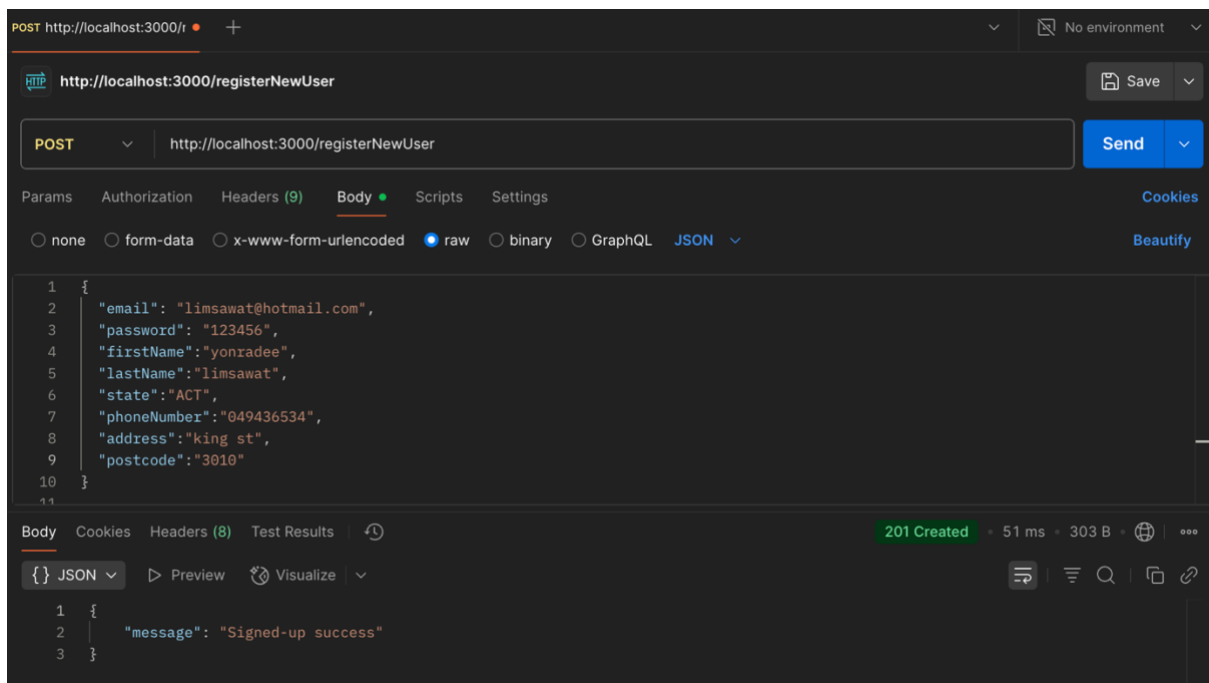 POST http://localhost:3000/r
No environment
HTTP http://localhost:3000/registerNewUser
Save
POST http://localhost:3000/registerNewUser
Send
Params Authorization Headers (9) Body Scripts Settings Cookies
none form-data x-www-form-urlencoded raw binary GraphQL JSON Beautify
1 {
2 "email": "limsawat@hotmail.com",
3 "password": "123456",
4 "firstName":"yonradee",
5 "lastName":"limsawat",
6 "state":"ACT",
7 "phoneNumber":"049436534",
8 "address":"king st",
9 "postcode":"3010"
10 }
11
Body Cookies Headers (8) Test Results 201 Created 51 ms 303 B
{} JSON Preview Visualize
1 {
2 "message": "Signed-up success"
3 }